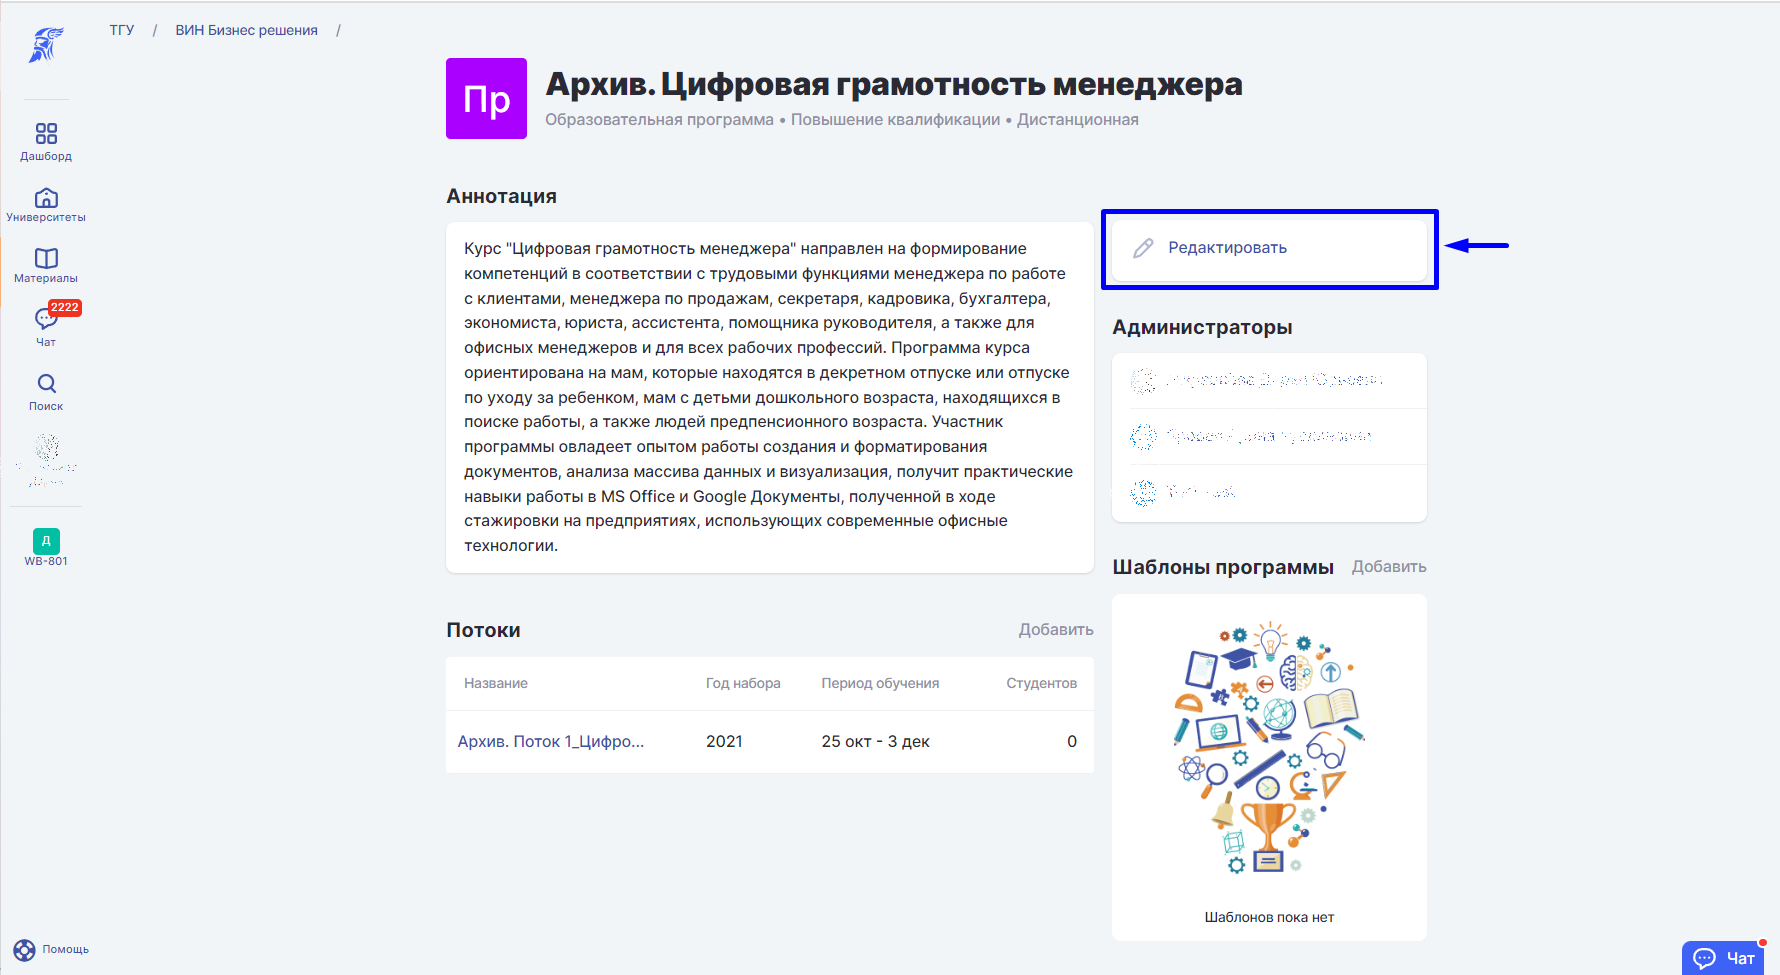 ТГУ / ВИН Бизнес решения /
Дашборд
Университеты
Материалы
2222
Чат
Поиск
Д
WB-801
Помощь
Пр
Архив. Цифровая грамотность менеджера
Образовательная программа • Повышение квалификации • Дистанционная
Аннотация
Курс "Цифровая грамотность менеджера" направлен на формирование
компетенций в соответствии с трудовыми функциями менеджера по работе
с клиентами, менеджера по продажам, секретаря, кадровика, бухгалтера,
экономиста, юриста, ассистента, помощника руководителя, а также для
офисных менеджеров и для всех рабочих профессий. Программа курса
ориентирована на мам, которые находятся в декретном отпуске или отпуске
по уходу за ребенком, мам с детьми дошкольного возраста, находящихся в
поиске работы, а также людей предпенсионного возраста. Участник
программы овладеет опытом работы создания и форматирования
документов, анализа массива данных и визуализация, получит практические
навыки работы в MS Office и Google Документы, полученной в ходе
стажировки на предприятиях, использующих современные офисные
технологии.
Потоки Добавить
Название Год набора Период обучения Студентов
Архив. Поток 1_Цифро... 2021 25 окт - 3 дек 0
Редактировать
Администраторы
Шаблоны программы Добавить
Шаблонов пока нет
Чат